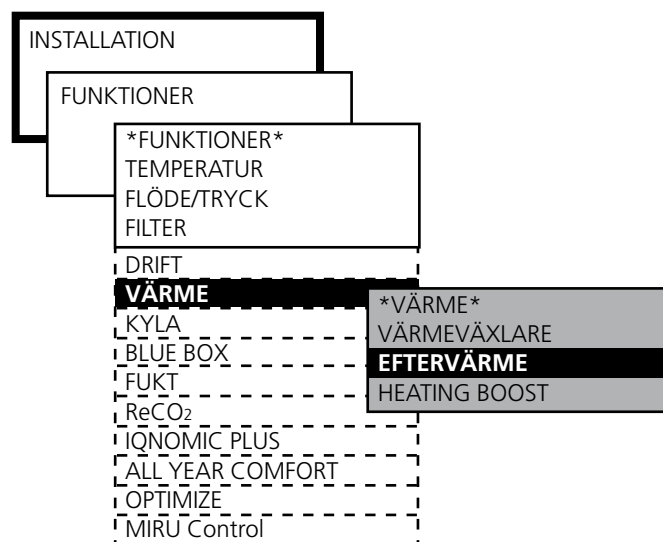 INSTALLATION
FUNKTIONER
*FUNKTIONER*
TEMPERATUR
FLÖDE/TRYCK
FILTER
DRIFT
VÄRME
KYLA
BLUE BOX
FUKT
ReCO₂
IQNOMIC PLUS
ALL YEAR COMFORT
OPTIMIZE
MIRU Control
*VÄRME*
VÄRMEVÄXLARE
EFTERVÄRME
HEATING BOOST